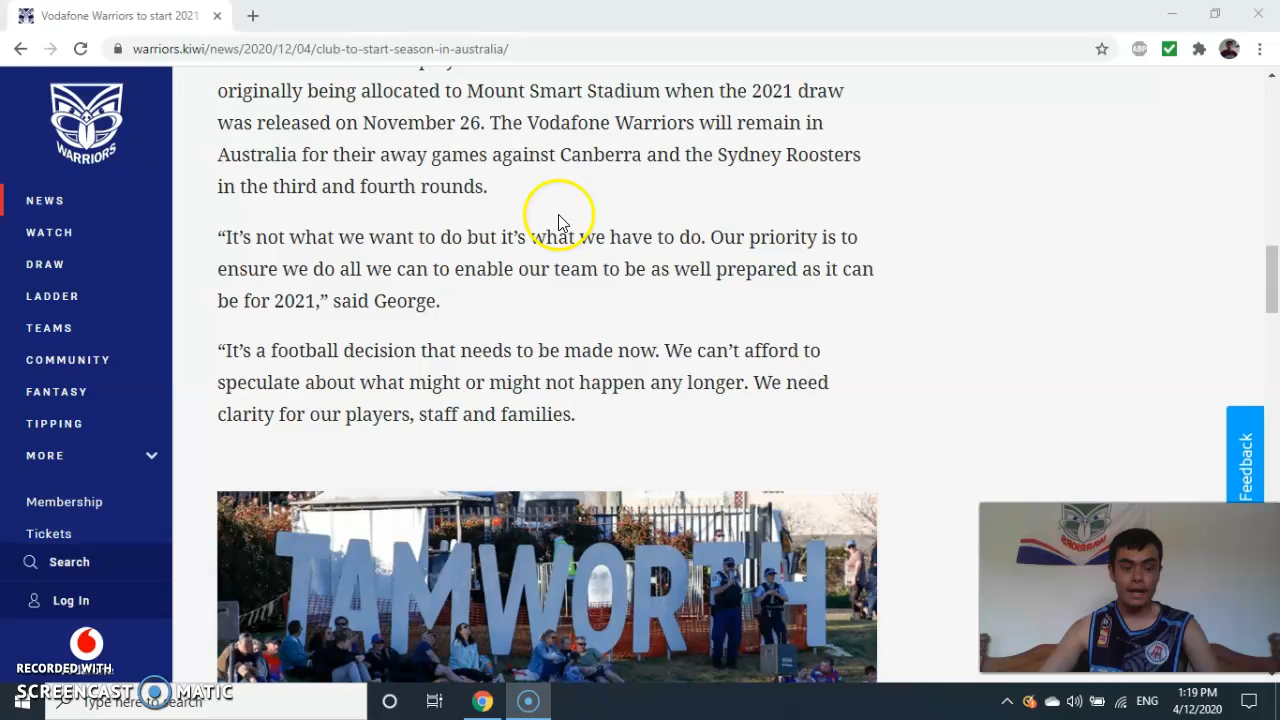 Vodafone Warriors to start 2021
warriors.kiwi/news/2020/12/04/club-to-start-season-in-australia/
ABP
WARRIORS
NEWS
WATCH
DRAW
LADDER
TEAMS
COMMUNITY
FANTASY
TIPPING
MORE
Membership
Tickets
Search
Log In
originally being allocated to Mount Smart Stadium when the 2021 draw
was released on November 26. The Vodafone Warriors will remain in
Australia for their away games against Canberra and the Sydney Roosters
in the third and fourth rounds.
“It’s not what we want to do but it’s what we have to do. Our priority is to
ensure we do all we can to enable our team to be as well prepared as it can
be for 2021,” said George.
“It’s a football decision that needs to be made now. We can’t afford to
speculate about what might or might not happen any longer. We need
clarity for our players, staff and families.
TAMWORTH
Feedback
RECORDED WITH
SCREENCAST MATIC
Type here to search
ENG
1:19 PM
4/12/2020